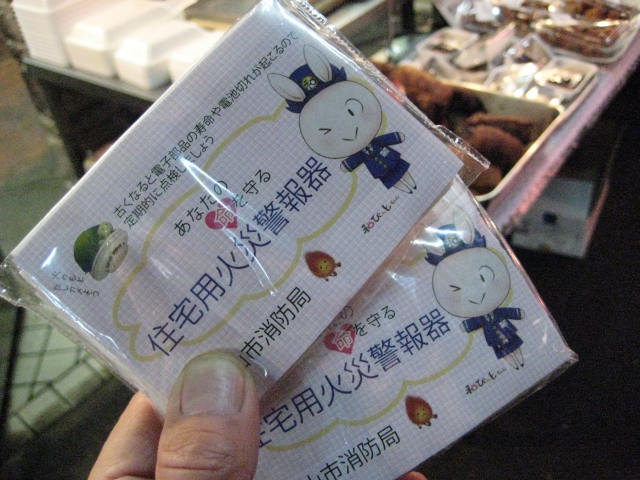 古くなると電子部品の寿命や電池切れが起こるので
定期的に点検しましょう
あなたの命を守る
住宅用火災警報器
山市消防局
の命を守る
住宅用火災警報器
山市消防局